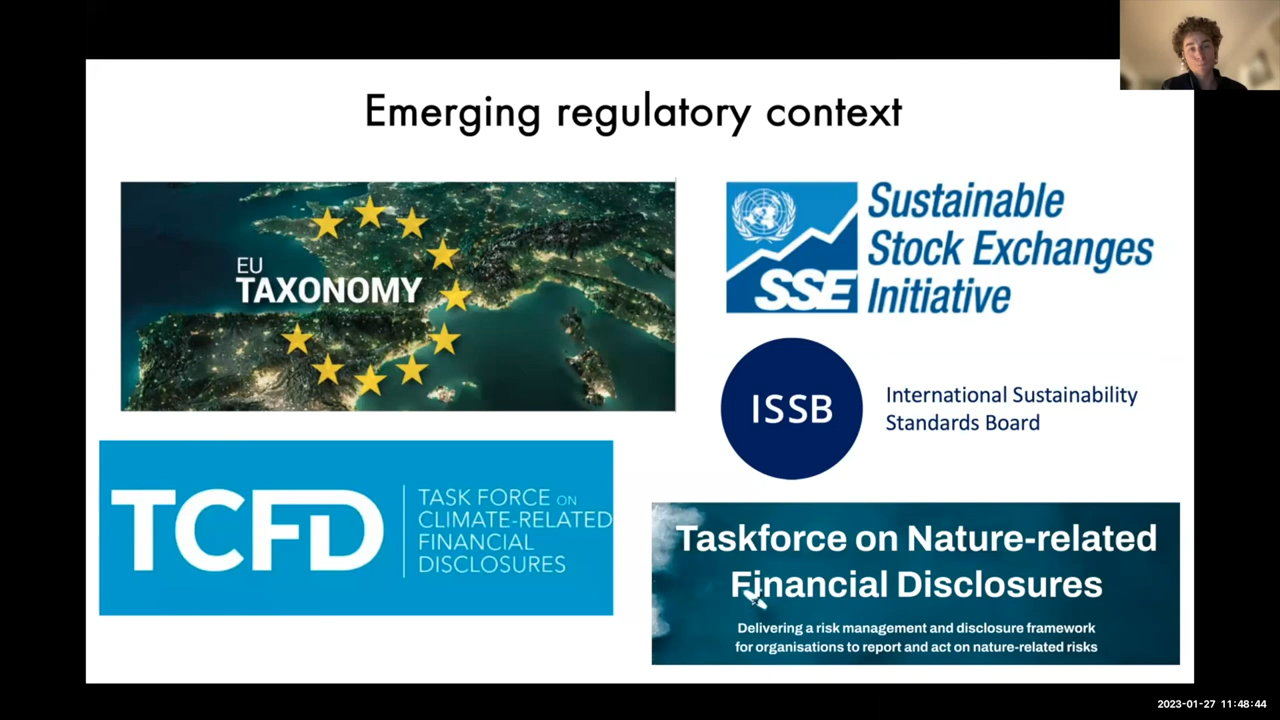 Emerging regulatory context
EU
TAXONOMY
SSE
Sustainable
Stock Exchanges
Initiative
ISSB
International Sustainability
Standards Board
TCFD
TASK FORCE ON
CLIMATE-RELATED
FINANCIAL
DISCLOSURES
Taskforce on Nature-related
Financial Disclosures
Delivering a risk management and disclosure framework
for organisations to report and act on nature-related risks
2023-01-27 11:48:44